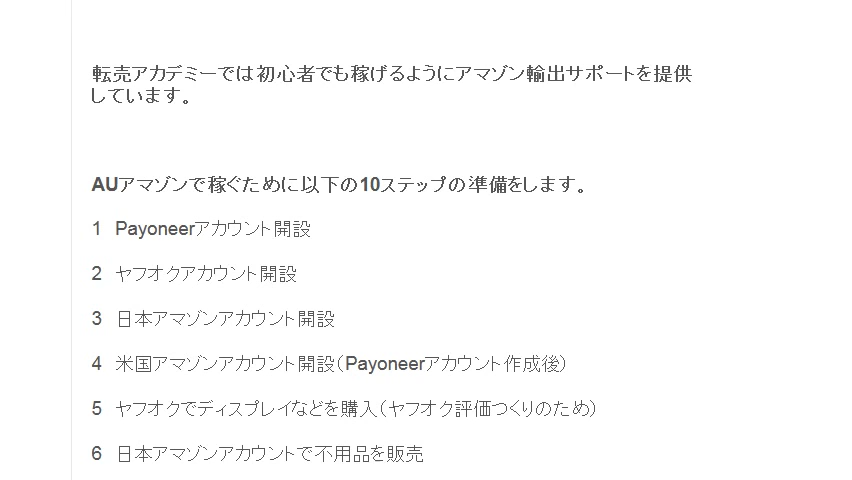 転売アカデミーでは初心者でも稼げるようにアマゾン輸出サポートを提供
しています。
AUアマゾンで稼ぐために以下の10ステップの準備をします。
1 Payoneerアカウント開設
2 ヤフオクアカウント開設
3 日本アマゾンアカウント開設
4 米国アマゾンアカウント開設（Payoneerアカウント作成後）
5 ヤフオクでディスプレイなどを購入（ヤフオク評価つくりのため）
6 日本アマゾンアカウントで不用品を販売